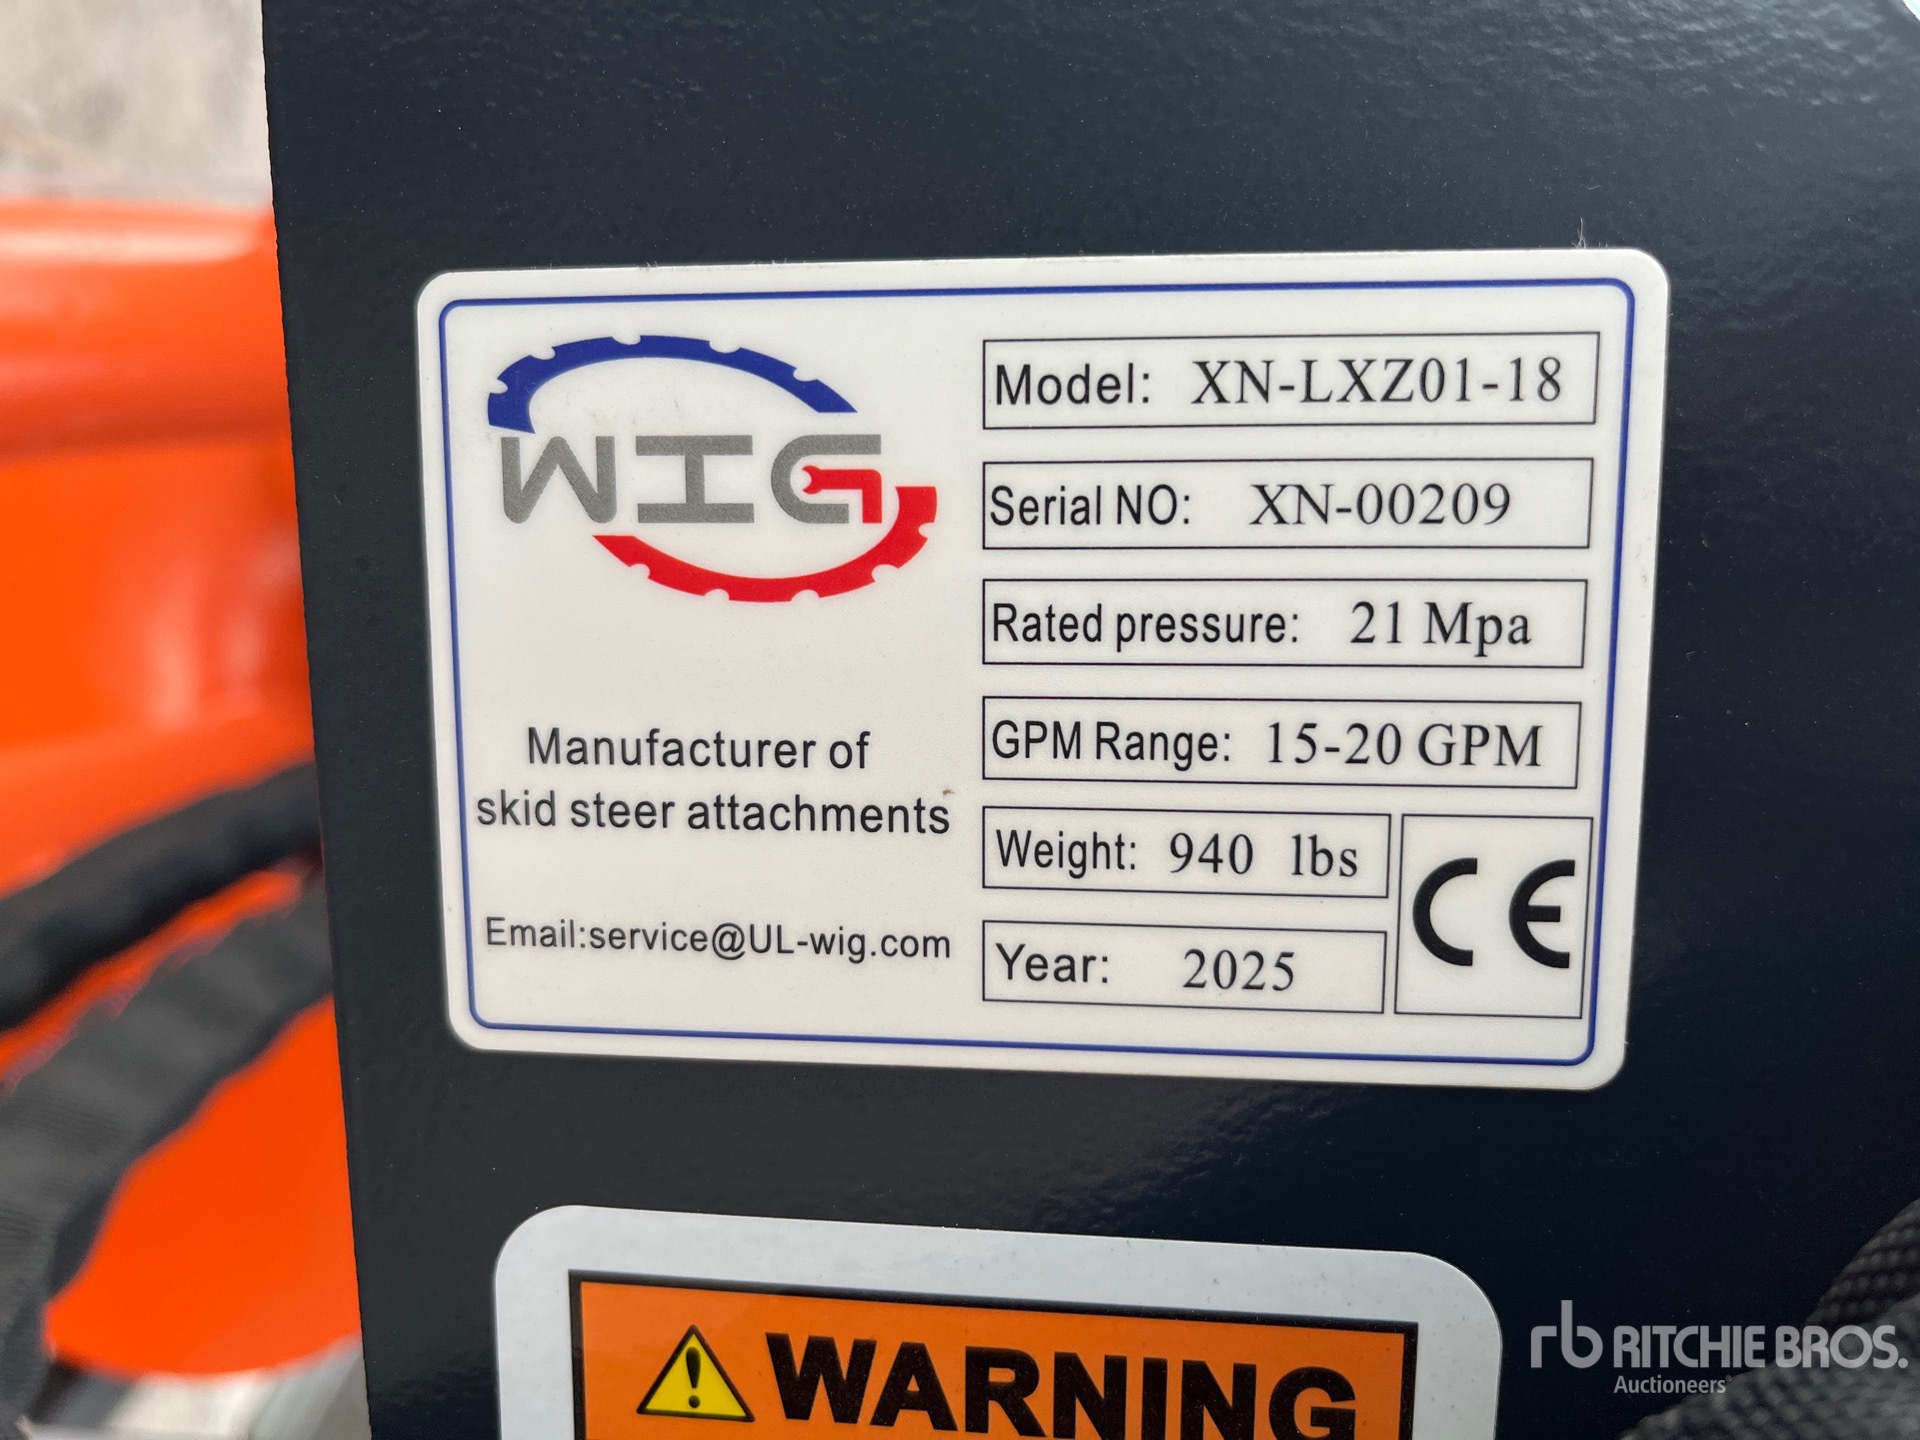 WIG
Manufacturer of
skid steer attachments
Email:service@UL-wig.com
Model: XN-LXZ01-18
Serial NO: XN-00209
Rated pressure: 21 Mpa
GPM Range: 15-20 GPM
Weight: 940 lbs
Year: 2025
CE
WARNING
rb RITCHIE BROS.
Auctioneers